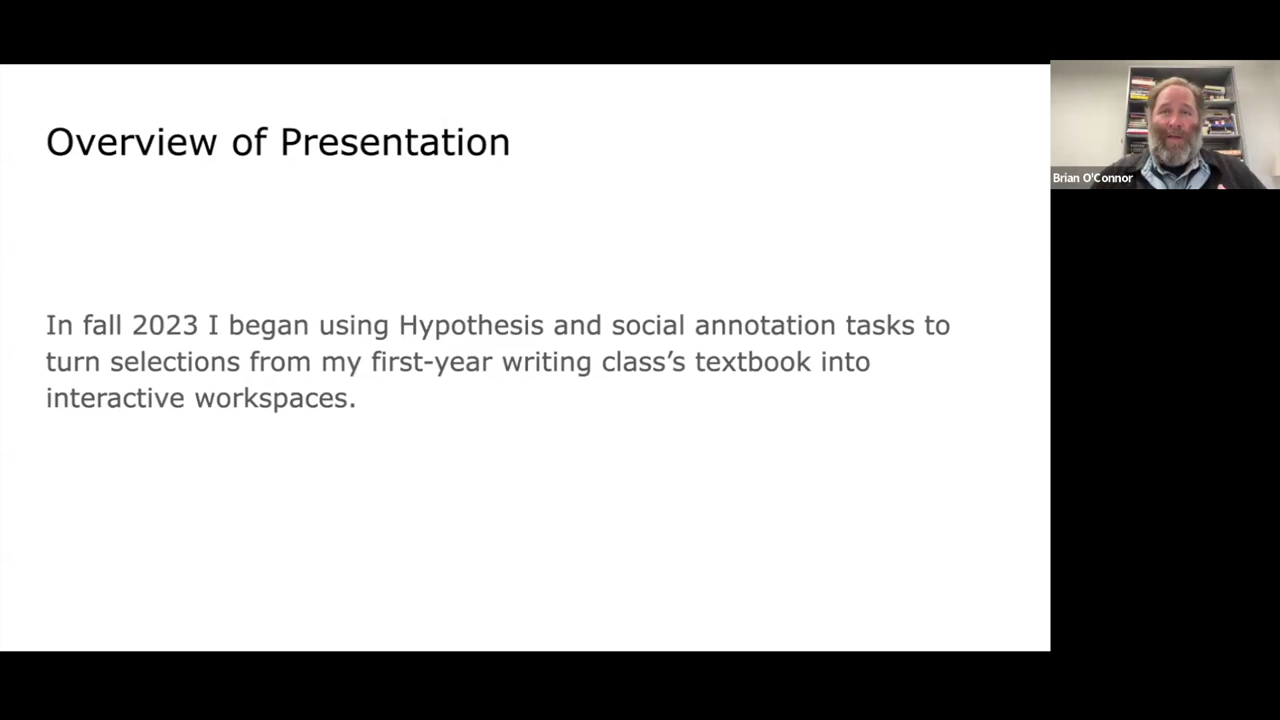 Overview of Presentation
In fall 2023 I began using Hypothesis and social annotation tasks to
turn selections from my first-year writing class’s textbook into
interactive workspaces.
Brian O'Connor